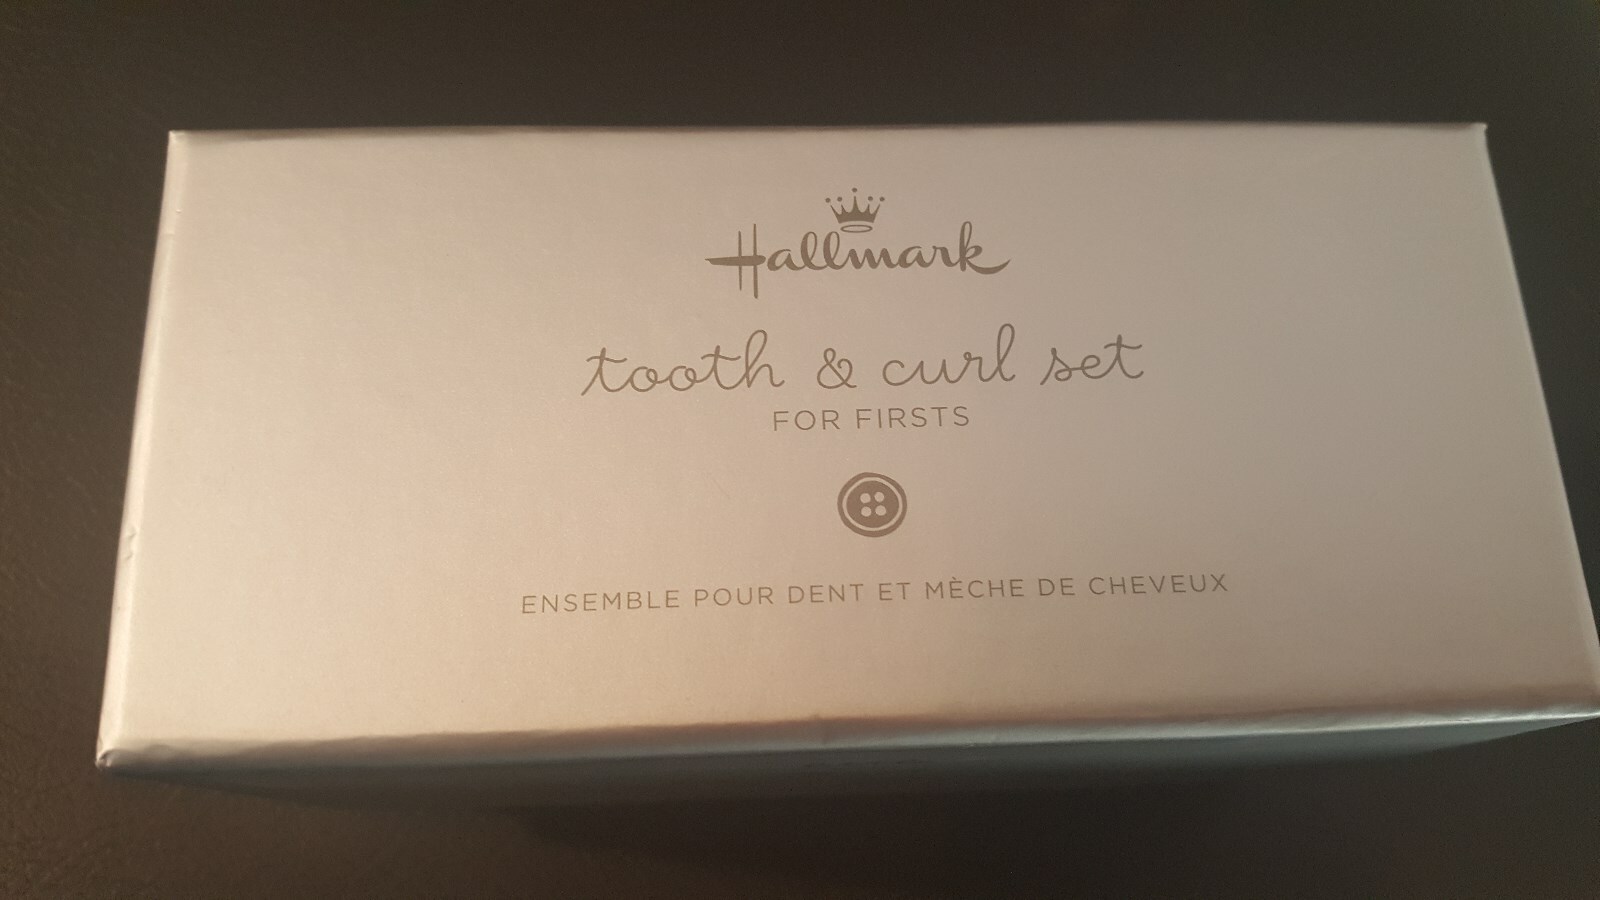 Hallmark
tooth & curl set
FOR FIRSTS
ENSEMBLE POUR DENT ET MÈCHE DE CHEVEUX